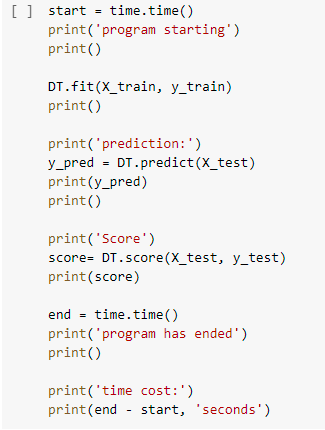 [ ] start = time.time()
print('program starting')
print()

DT.fit(X_train, y_train)
print()

print('prediction:')
y_pred = DT.predict(X_test)
print(y_pred)
print()

print('Score')
score= DT.score(X_test, y_test)
print(score)

end = time.time()
print('program has ended')
print()

print('time cost:')
print(end - start, 'seconds')